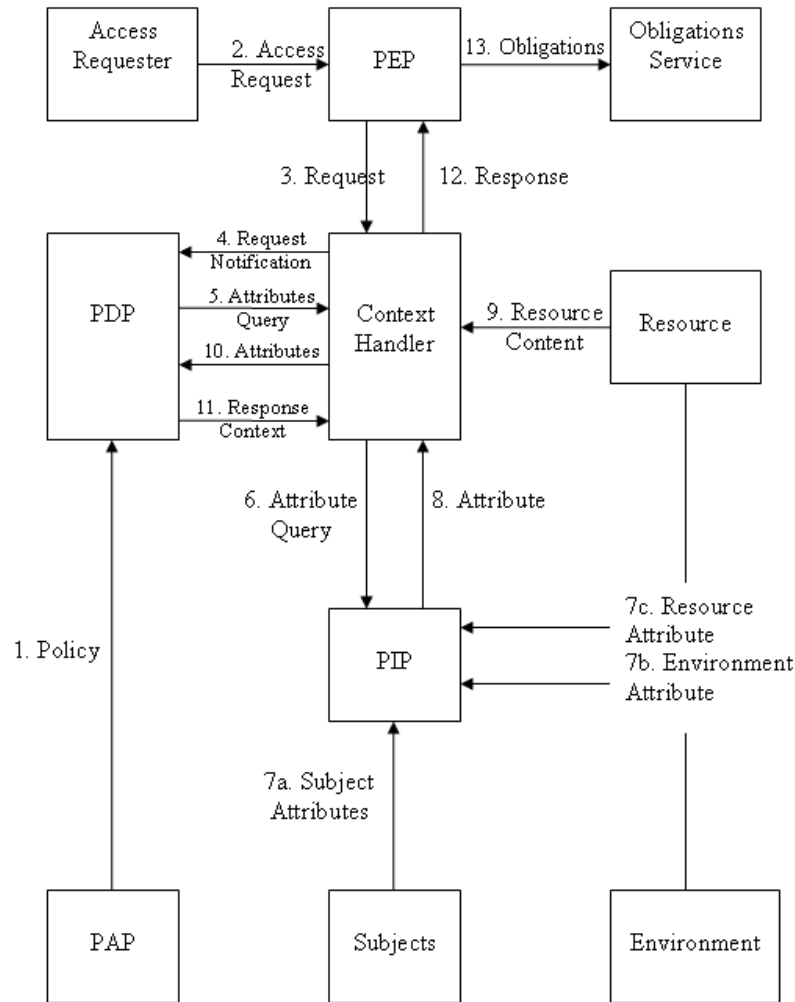 Access
Requester
2. Access
Request
PEP
13. Obligations
Obligations
Service
3. Request
12. Response
PDP
4. Request
Notification
5. Attributes
Query
10. Attributes
11. Response
Context
Context
Handler
9. Resource
Content
Resource
6. Attribute
Query
8. Attribute
1. Policy
PIP
7c. Resource
Attribute
7b. Environment
Attribute
7a. Subject
Attributes
PAP
Subjects
Environment